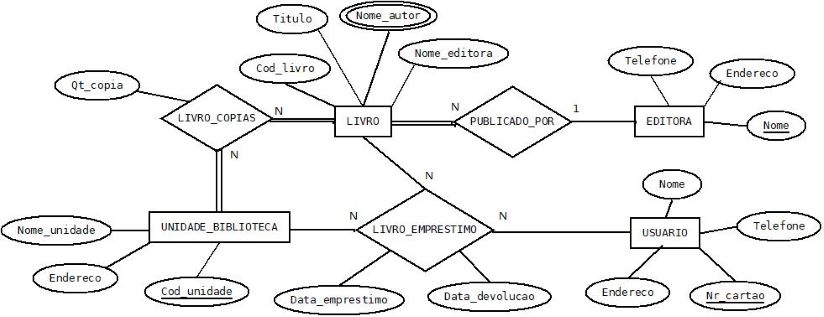 Titulo
Nome_autor
Nome_editora
Cod_livro
Telefone
Endereco
Qt_copia
LIVRO_COPIAS
N
LIVRO
N
PUBLICADO_POR
1
EDITORA
Nome
N
N
Nome
Nome_unidade
UNIDADE_BIBLIOTECA
N
LIVRO_EMPRESTIMO
N
USUARIO
Telefone
Endereco
Cod_unidade
Data_emprestimo
Data_devolucao
Endereco
Nr_cartao